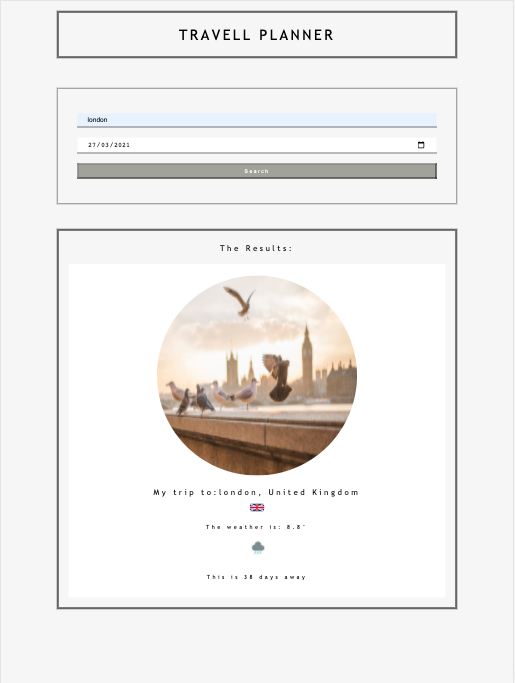 TRAVELL PLANNER
london
27/03/2021
Search
The Results:
My trip to:london, United Kingdom
The weather is: 8.8°
This is 38 days away